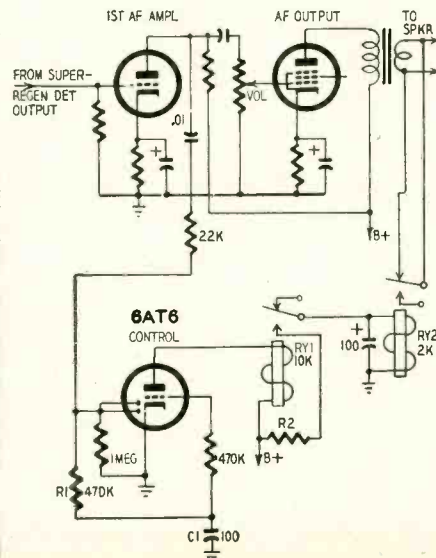 1ST AF AMPL
AF OUTPUT
TO
SPKR
FROM SUPER-
REGEN DET
OUTPUT
.01
+
VOL
+
B+
22K
6AT6
CONTROL
RY1
10K
+
100
RY2
2K
1MEG
R1
470K
470K
R2
B+
C1
100